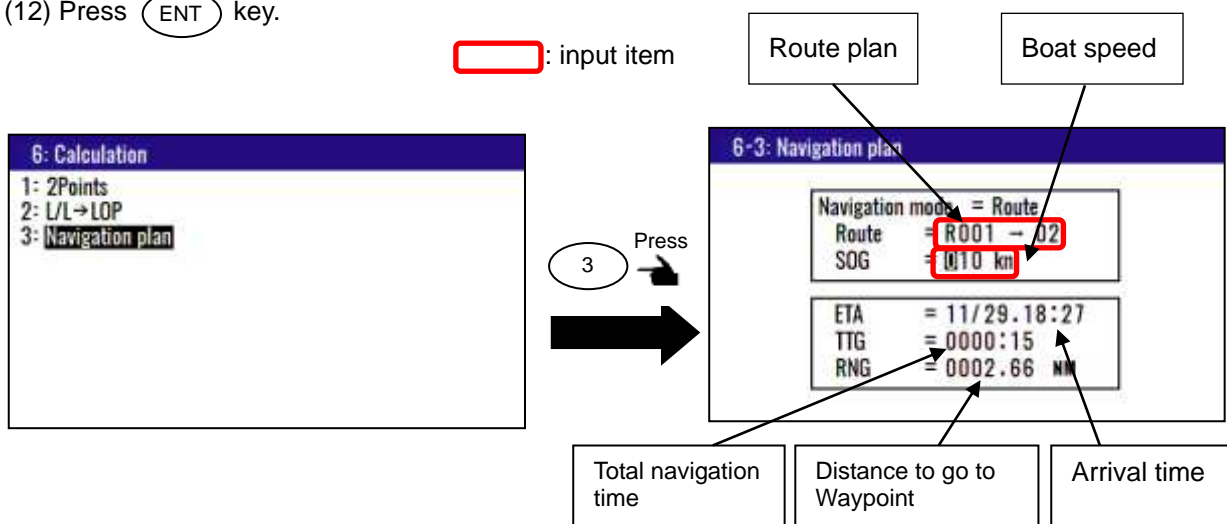 (12) Press ENT key.
: input item
Route plan
Boat speed
6: Calculation
1: 2Points
2: L/L→LOP
3: Navigation plan
3
Press
6-3: Navigation plan
Navigation mode = Route
Route = R001 → 02
SOG = 010 kn
ETA = 11/29.18:27
TTG = 0000:15
RNG = 0002.66 NM
Total navigation
time
Distance to go to
Waypoint
Arrival time